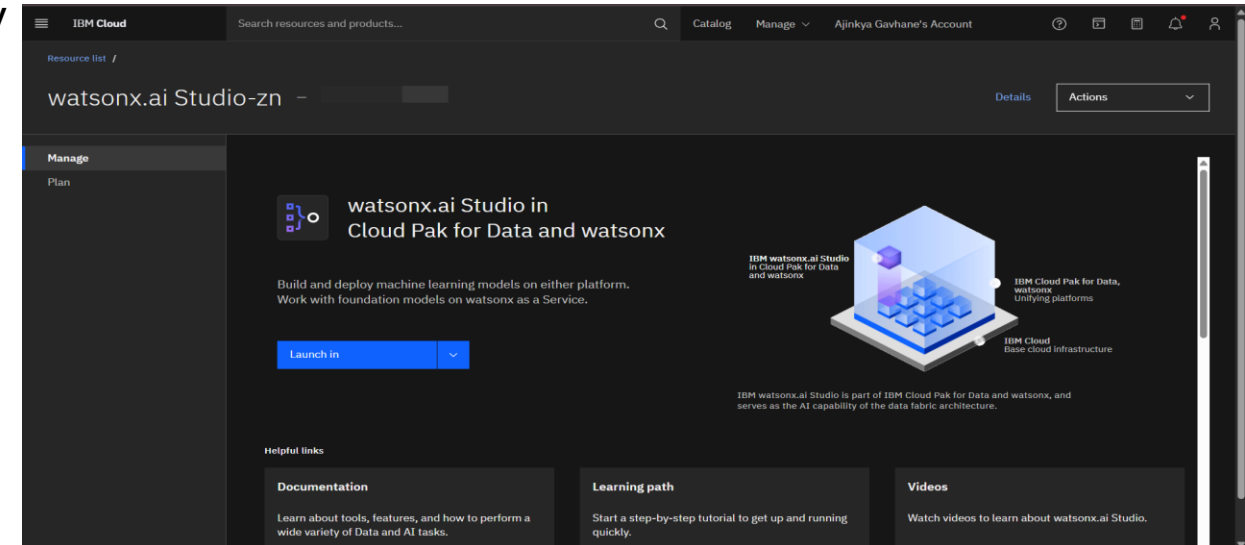 y
IBM Cloud
Search resources and products...
Catalog
Manage
Ajinkya Gavhane's Account
Resource list /
watsonx.ai Studio-zn –
Details
Actions
Manage
Plan
watsonx.ai Studio in
Cloud Pak for Data and watsonx
Build and deploy machine learning models on either platform.
Work with foundation models on watsonx as a Service.
Launch in
IBM watsonx.ai Studio
in Cloud Pak for Data
and watsonx
IBM Cloud Pak for Data,
watsonx
Unifying platforms
IBM Cloud
Base cloud infrastructure
IBM watsonx.ai Studio is part of IBM Cloud Pak for Data and watsonx, and
serves as the AI capability of the data fabric architecture.
Helpful links
Documentation
Learn about tools, features, and how to perform a
wide variety of Data and AI tasks.
Learning path
Start a step-by-step tutorial to get up and running
quickly.
Videos
Watch videos to learn about watsonx.ai Studio.